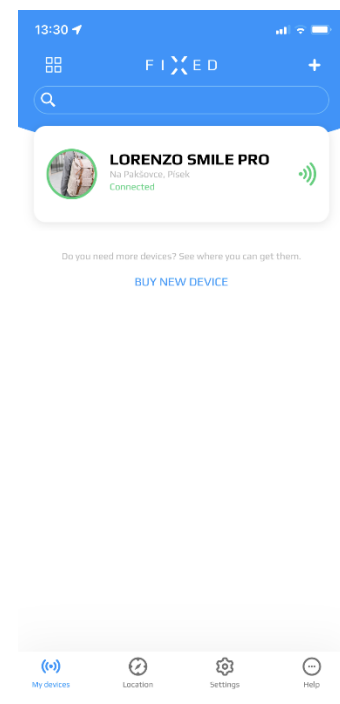 13:30
FIXED
LORENZO SMILE PRO
Na Pakšovce, Písek
Connected
Do you need more devices? See where you can get them.
BUY NEW DEVICE
My devices
Location
Settings
Help